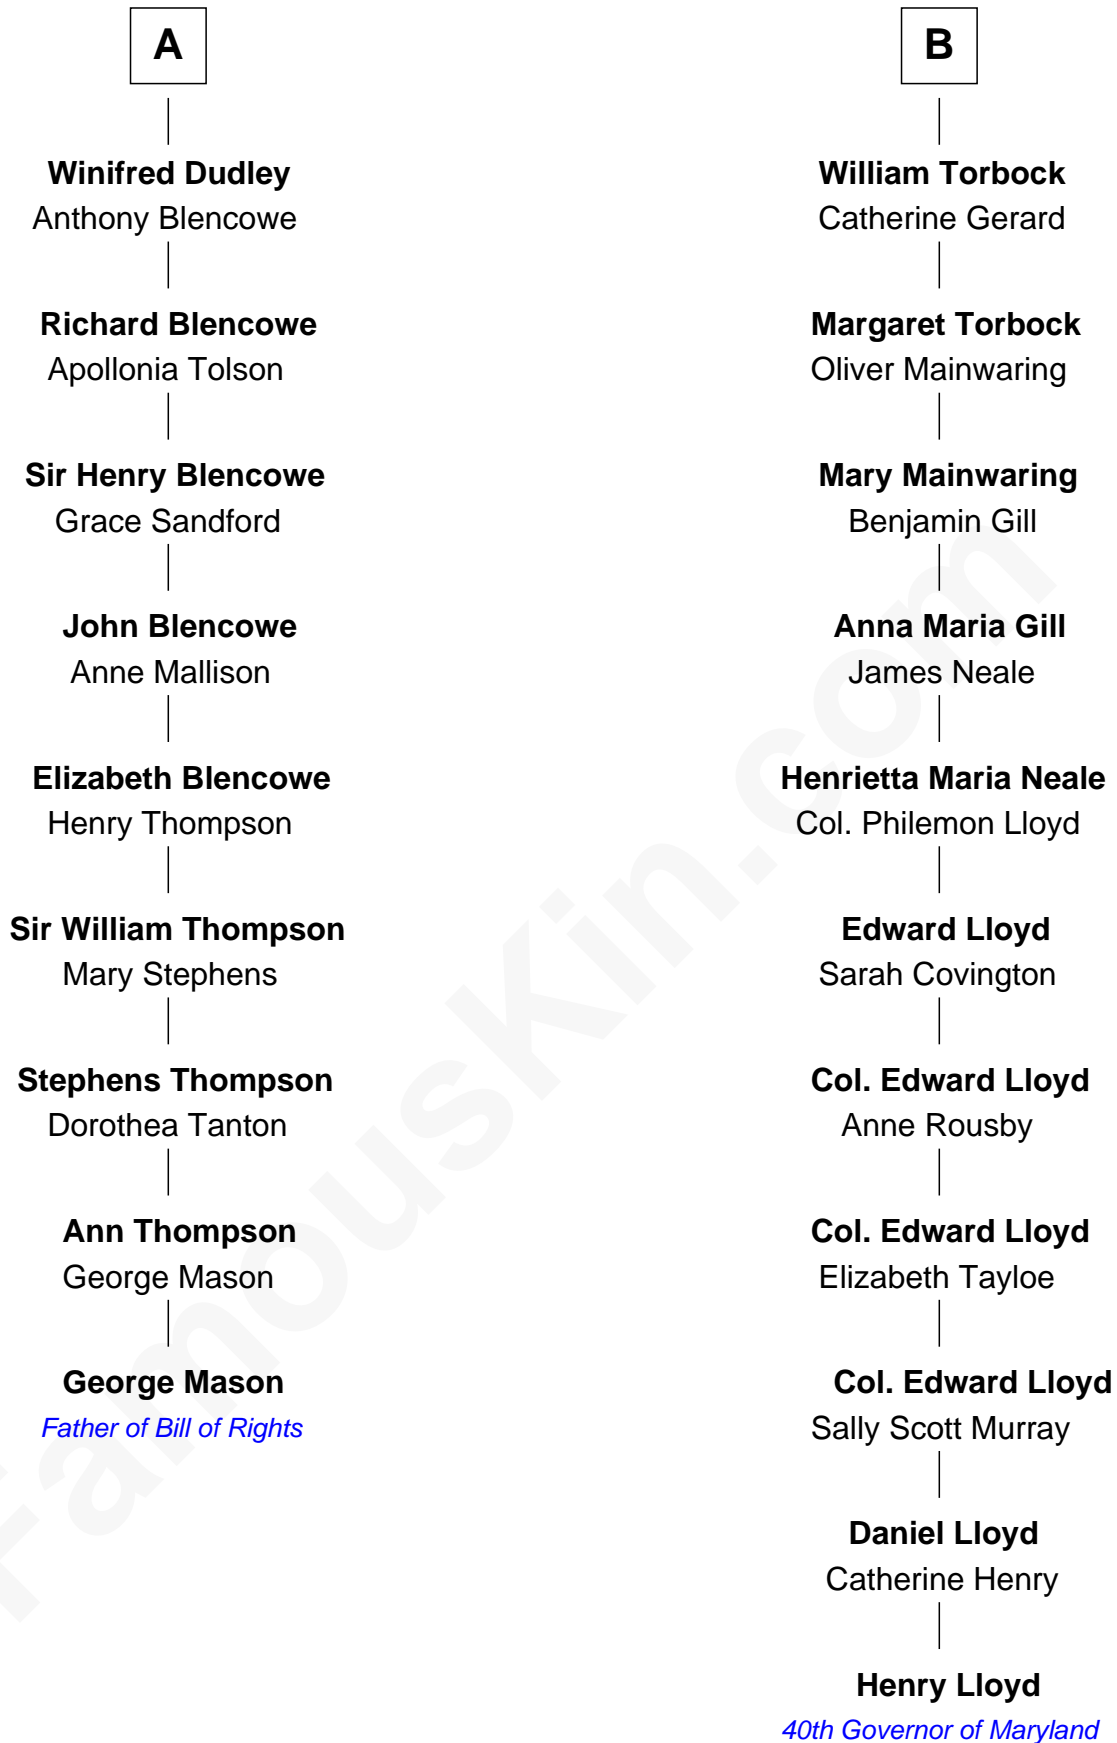 A
Winifred Dudley
Anthony Blencowe
Richard Blencowe
Apollonia Tolson
Sir Henry Blencowe
Grace Sandford
John Blencowe
Anne Mallison
Elizabeth Blencowe
Henry Thompson
Sir William Thompson
Mary Stephens
Stephens Thompson
Dorothea Tanton
Ann Thompson
George Mason
George Mason
Father of Bill of Rights
B
William Torbock
Catherine Gerard
Margaret Torbock
Oliver Mainwaring
Mary Mainwaring
Benjamin Gill
Anna Maria Gill
James Neale
Henrietta Maria Neale
Col. Philemon Lloyd
Edward Lloyd
Sarah Covington
Col. Edward Lloyd
Anne Rousby
Col. Edward Lloyd
Elizabeth Tayloe
Col. Edward Lloyd
Sally Scott Murray
Daniel Lloyd
Catherine Henry
Henry Lloyd
40th Governor of Maryland
FamousKin.com